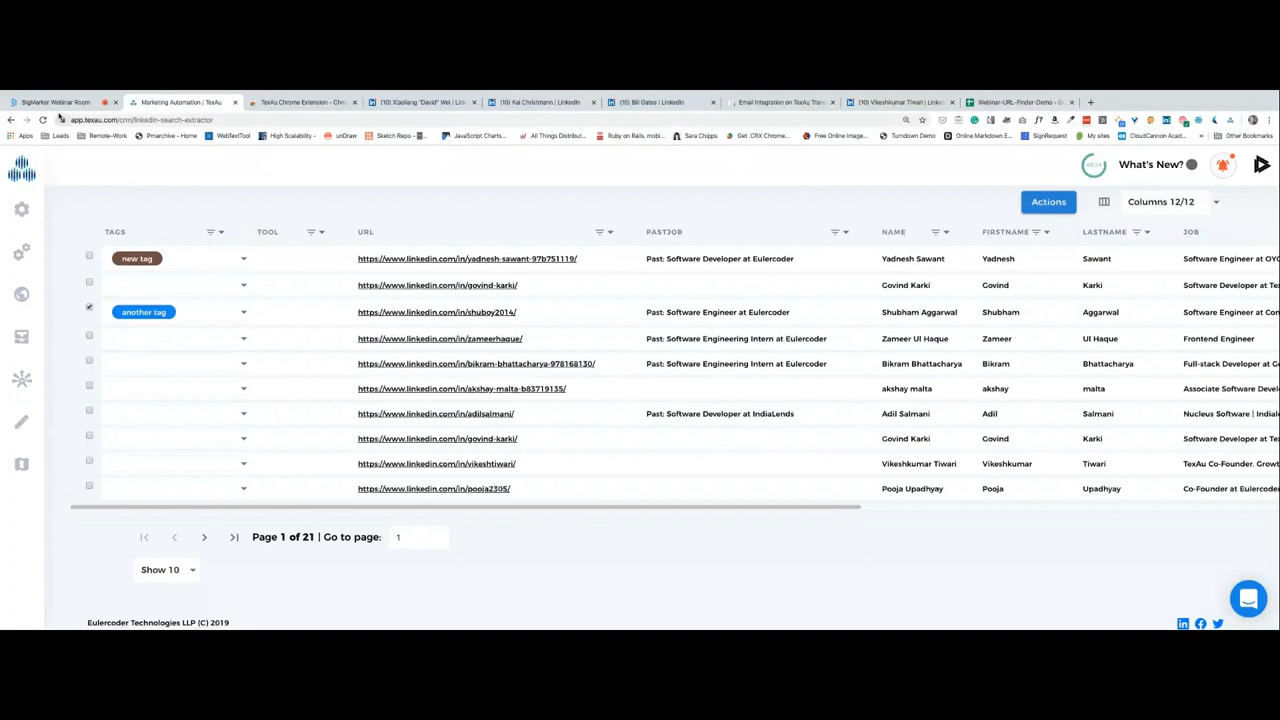 BigMarker Webinar Room
Marketing Automation | TexAu
TexAu Chrome Extension - Chro
(10) Xiaoliang "David" Wei | Link
(10) Kai Christmann | LinkedIn
(10) Bill Gates | LinkedIn
Email Integration on TexAu Trans
(10) Vikeshkumar Tiwari | Linke
Webinar-URL-Finder-Demo - G
app.texau.com/crm/linkedin-search-extractor
Apps Leads Remote-Work Pmarchive - Home WebTextTool High Scalability - unDraw Sketch Repo - JavaScript Chart... All Things Distribut... Ruby on Rails, mobi... Sara Chipps Get .CRX Chrome... Free Online Image... Turndown Demo Online Markdown E... SignRequest My sites CloudCannon Aca... Other Bookmarks
What's New?
Actions Columns 12/12
TAGS TOOL URL PASTJOB NAME FIRSTNAME LASTNAME JOB
new tag https://www.linkedin.com/in/yadnesh-sawant-97b751119/ Past: Software Developer at Eulercoder Yadnesh Sawant Yadnesh Sawant Software Engineer at OYO
https://www.linkedin.com/in/govind-karki/ Govind Karki Govind Karki Software Developer at Te
another tag https://www.linkedin.com/in/shuboy2014/ Past: Software Engineer at Eulercoder Shubham Aggarwal Shubham Aggarwal Software Engineer at Con
https://www.linkedin.com/in/zameerhaque/ Past: Software Engineering Intern at Eulercoder Zameer Ul Haque Zameer Ul Haque Frontend Engineer
https://www.linkedin.com/in/bikram-bhattacharya-978168130/ Past: Software Engineering Intern at Eulercoder Bikram Bhattacharya Bikram Bhattacharya Full-stack Developer at G
https://www.linkedin.com/in/akshay-malta-b83719135/ akshay malta akshay malta Associate Software Devel
https://www.linkedin.com/in/adilsalmani/ Past: Software Developer at IndiaLends Adil Salmani Adil Salmani Nucleus Software | Indial
https://www.linkedin.com/in/govind-karki/ Govind Karki Govind Karki Software Developer at Te
https://www.linkedin.com/in/vikeshtiwari/ Vikeshkumar Tiwari Vikeshkumar Tiwari TexAu Co-Founder. Growt
https://www.linkedin.com/in/pooja2305/ Pooja Upadhyay Pooja Upadhyay Co-Founder at Eulercode
Page 1 of 21 | Go to page: 1
Show 10
Eulercoder Technologies LLP (C) 2019